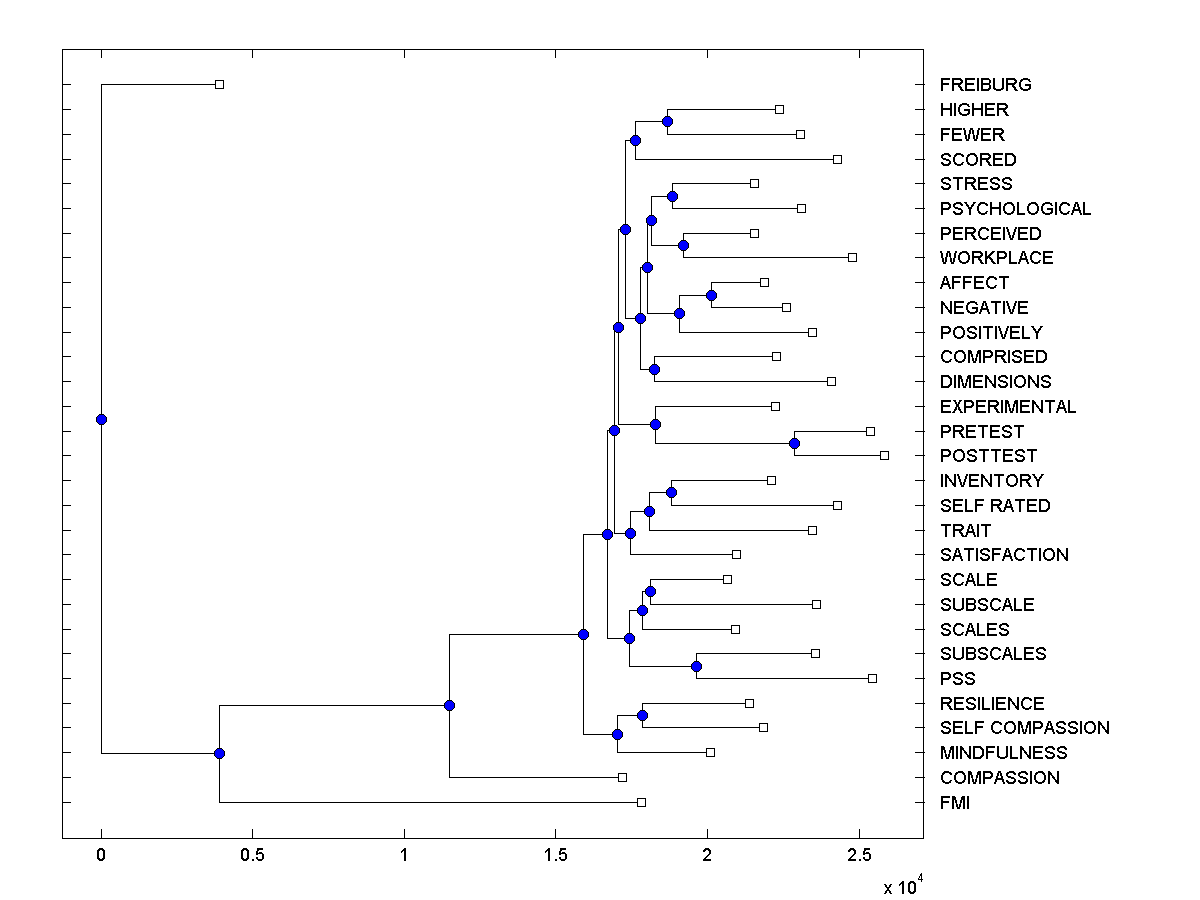 FREIBURG
HIGHER
FEWER
SCORED
STRESS
PSYCHOLOGICAL
PERCEIVED
WORKPLACE
AFFECT
NEGATIVE
POSITIVELY
COMPRISED
DIMENSIONS
EXPERIMENTAL
PRETEST
POSTTEST
INVENTORY
SELF RATED
TRAIT
SATISFACTION
SCALE
SUBSCALE
SCALES
SUBSCALES
PSS
RESILIENCE
SELF COMPASSION
MINDFULNESS
COMPASSION
FMI
0 0.5 1 1.5 2 2.5
x 10^4